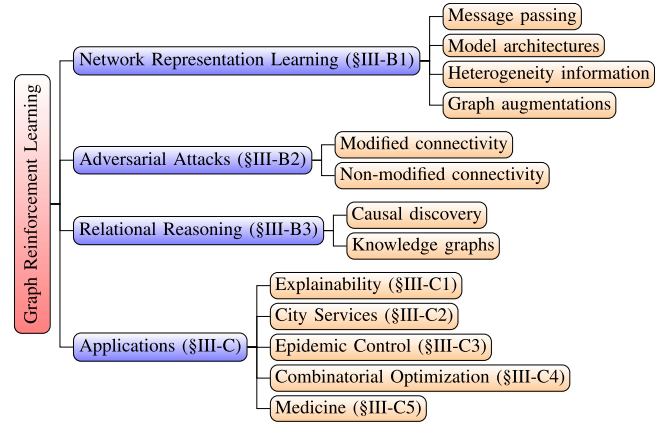 Graph Reinforcement Learning
Network Representation Learning (§III-B1)
Message passing
Model architectures
Heterogeneity information
Graph augmentations
Adversarial Attacks (§III-B2)
Modified connectivity
Non-modified connectivity
Relational Reasoning (§III-B3)
Causal discovery
Knowledge graphs
Applications (§III-C)
Explainability (§III-C1)
City Services (§III-C2)
Epidemic Control (§III-C3)
Combinatorial Optimization (§III-C4)
Medicine (§III-C5)